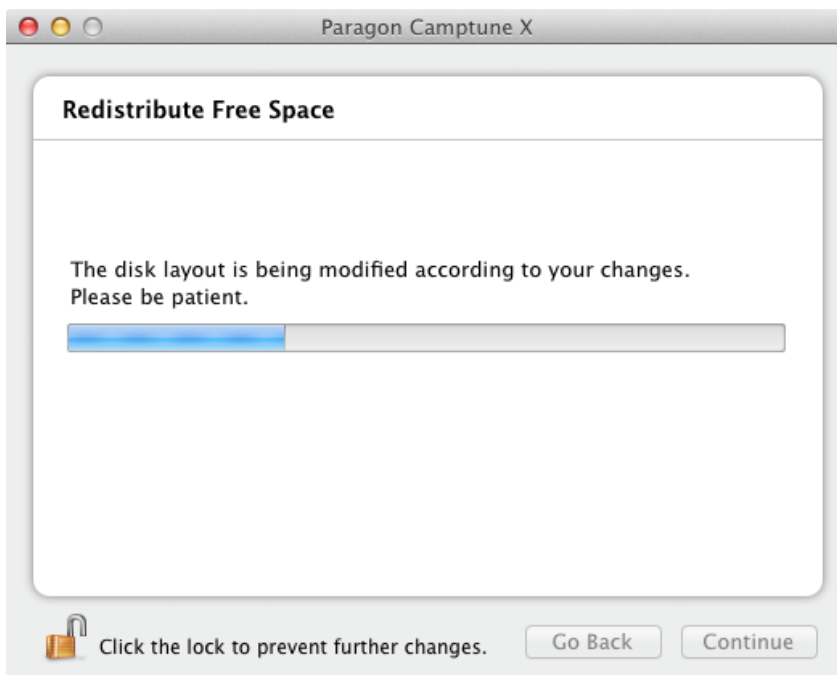 Paragon Camptune X
Redistribute Free Space
The disk layout is being modified according to your changes.
Please be patient.
Click the lock to prevent further changes.
Go Back
Continue